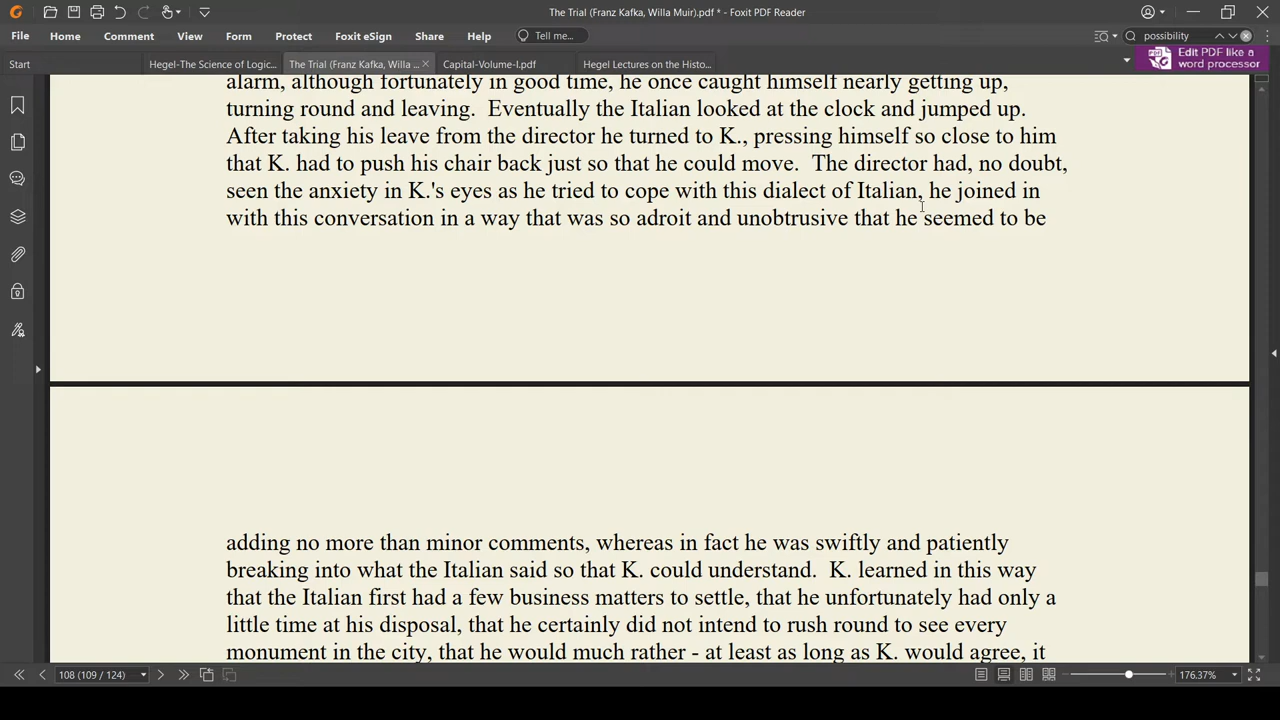 The Trial (Franz Kafka, Willa Muir).pdf * - Foxit PDF Reader
File Home Comment View Form Protect Foxit eSign Share Help Tell me... possibility
Start Hegel-The Science of Logic... The Trial (Franz Kafka, Willa ... Capital-Volume-I.pdf Hegel Lectures on the Histo... Edit PDF like a
word processor
alarm, although fortunately in good time, he once caught himself nearly getting up,
turning round and leaving.  Eventually the Italian looked at the clock and jumped up.
After taking his leave from the director he turned to K., pressing himself so close to him
that K. had to push his chair back just so that he could move.  The director had, no doubt,
seen the anxiety in K.'s eyes as he tried to cope with this dialect of Italian, he joined in
with this conversation in a way that was so adroit and unobtrusive that he seemed to be
adding no more than minor comments, whereas in fact he was swiftly and patiently
breaking into what the Italian said so that K. could understand.  K. learned in this way
that the Italian first had a few business matters to settle, that he unfortunately had only a
little time at his disposal, that he certainly did not intend to rush round to see every
monument in the city, that he would much rather - at least as long as K. would agree, it
108 (109 / 124) 176.37%